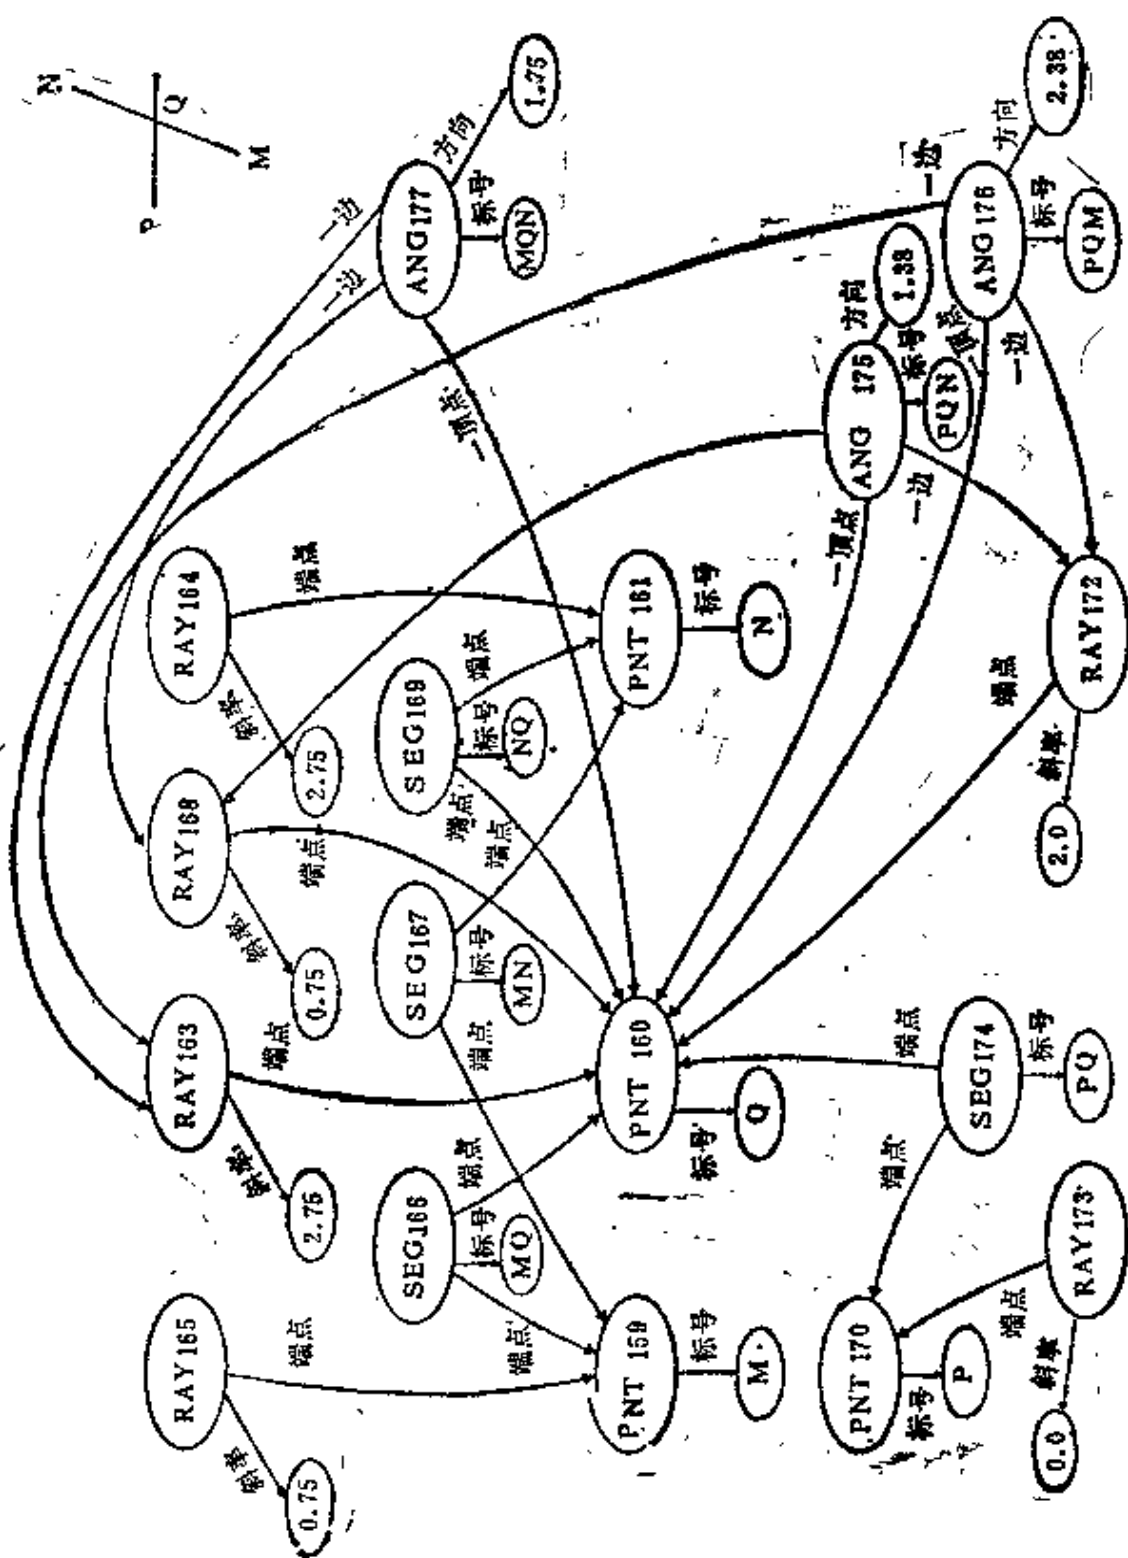 N
P
Q
M
RAY165
斜率
0.75
端点
RAY163
斜率
2.75
端点
RAY168
斜率
0.75
端点
RAY164
斜率
2.75
端点
一边
一边
ANG177
方向
1.75
标号
MQN
一顶点
SEG166
端点
标号
MQ
端点
SEG167
端点
标号
MN
端点
SEG169
端点
标号
NQ
端点
PNT 159
标号
M
PNT 160
标号
Q
PNT 161
标号
N
ANG 175
方向
1.38
标号
PQN
一顶点
一边
ANG176
一边
方向
2.38
标号
PQM
顶点
一边
PNT 170
标号
P
端点
SEG174
端点
标号
PQ
RAY173
端点
斜率
0.0
RAY172
端点
斜率
2.0